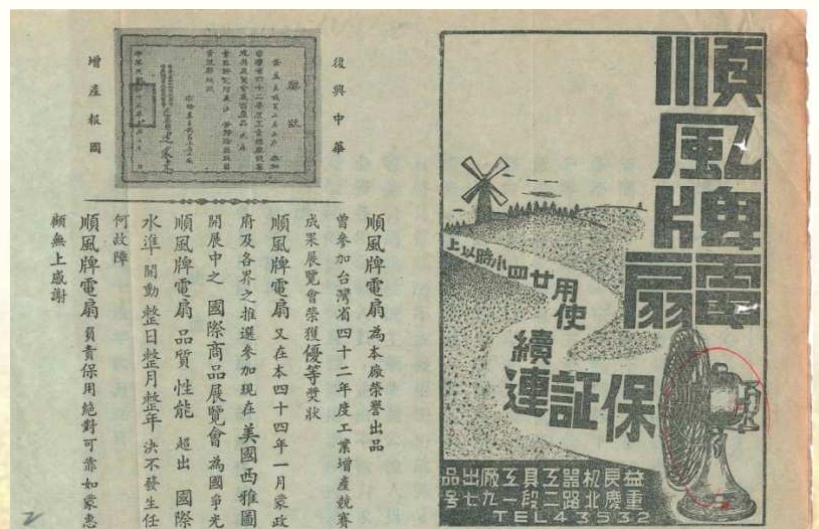 順風牌電扇
保証連續
使用廿四小時以上
益良机器工具工廠出品
重慶北路二段一九七号
TEL43532
復興中華
增產報國
獎狀
順風牌電扇為本廠榮譽出品
曾參加台灣省四十二年度工業增產競賽
成果展覽會榮獲優等獎狀
順風牌電扇又在本四十四年一月蒙政
府及各界之推選參加現在美國西雅圖
開展中之國際商品展覽會為國爭光
順風牌電扇品質性能超出國際
水準開動整日整月整年決不發生任
何故障
順風牌電扇負責保用絕對可靠如蒙惠
顧無上感謝
2